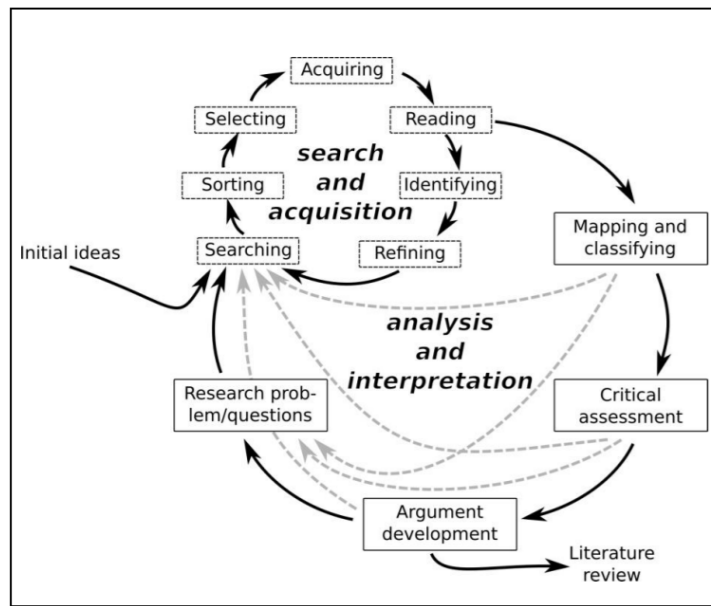 Acquiring
Selecting
Reading
search
and
acquisition
Sorting
Identifying
Mapping and
classifying
Initial ideas
Searching
Refining
analysis
and
interpretation
Research prob-
lem/questions
Critical
assessment
Argument
development
Literature
review